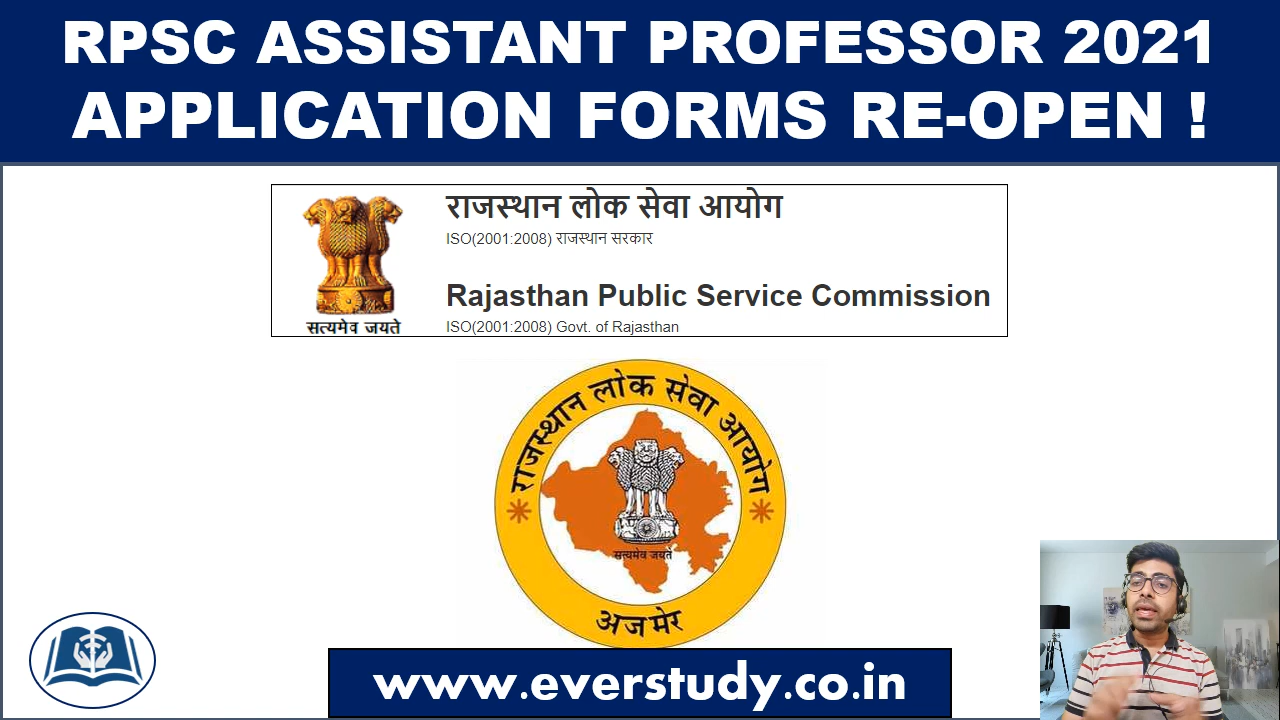 RPSC ASSISTANT PROFESSOR 2021
APPLICATION FORMS RE-OPEN !
राजस्थान लोक सेवा आयोग
ISO(2001:2008) राजस्थान सरकार
Rajasthan Public Service Commission
ISO(2001:2008) Govt. of Rajasthan
सत्यमेव जयते
राजस्थान लोक सेवा आयोग
सत्यमेव जयते
अजमेर
www.everstudy.co.in